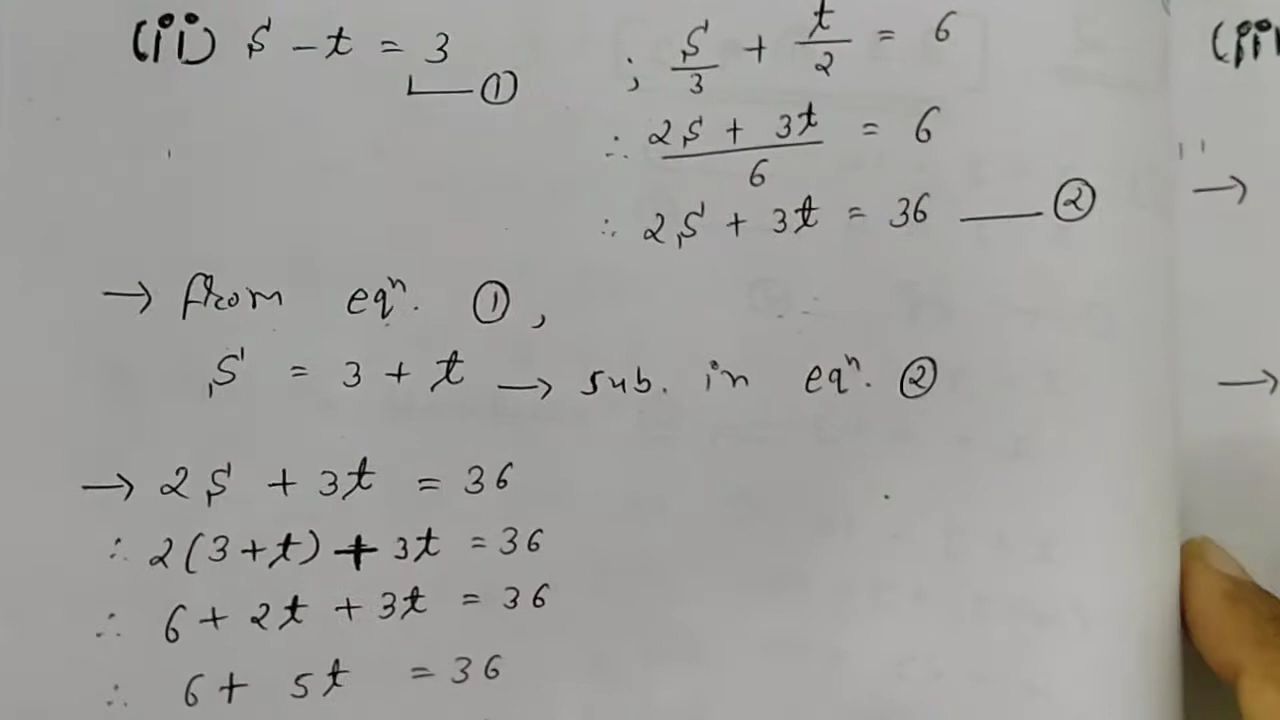 (ii) s - t = 3 —— ① ; s/3 + t/2 = 6
∴ (2s + 3t)/6 = 6
∴ 2s + 3t = 36 —— ②
→ from eqⁿ. ①,
s = 3 + t → sub. in eqⁿ. ②
→ 2s + 3t = 36
∴ 2(3+t) + 3t = 36
∴ 6 + 2t + 3t = 36
∴ 6 + 5t = 36
(iii
→
→